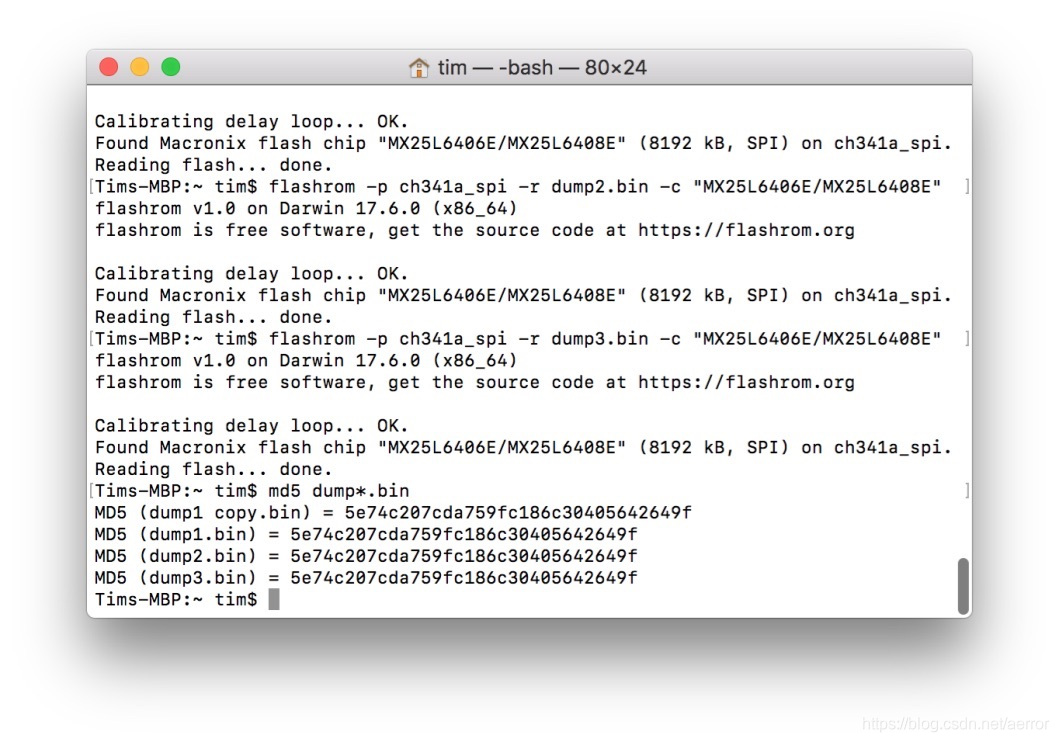 tim — -bash — 80×24
Calibrating delay loop... OK.
Found Macronix flash chip "MX25L6406E/MX25L6408E" (8192 kB, SPI) on ch341a_spi.
Reading flash... done.
[Tims-MBP:~ tim$ flashrom -p ch341a_spi -r dump2.bin -c "MX25L6406E/MX25L6408E" ]
flashrom v1.0 on Darwin 17.6.0 (x86_64)
flashrom is free software, get the source code at https://flashrom.org
Calibrating delay loop... OK.
Found Macronix flash chip "MX25L6406E/MX25L6408E" (8192 kB, SPI) on ch341a_spi.
Reading flash... done.
[Tims-MBP:~ tim$ flashrom -p ch341a_spi -r dump3.bin -c "MX25L6406E/MX25L6408E" ]
flashrom v1.0 on Darwin 17.6.0 (x86_64)
flashrom is free software, get the source code at https://flashrom.org
Calibrating delay loop... OK.
Found Macronix flash chip "MX25L6406E/MX25L6408E" (8192 kB, SPI) on ch341a_spi.
Reading flash... done.
[Tims-MBP:~ tim$ md5 dump*.bin ]
MD5 (dump1 copy.bin) = 5e74c207cda759fc186c30405642649f
MD5 (dump1.bin) = 5e74c207cda759fc186c30405642649f
MD5 (dump2.bin) = 5e74c207cda759fc186c30405642649f
MD5 (dump3.bin) = 5e74c207cda759fc186c30405642649f
Tims-MBP:~ tim$
https://blog.csdn.net/aerror